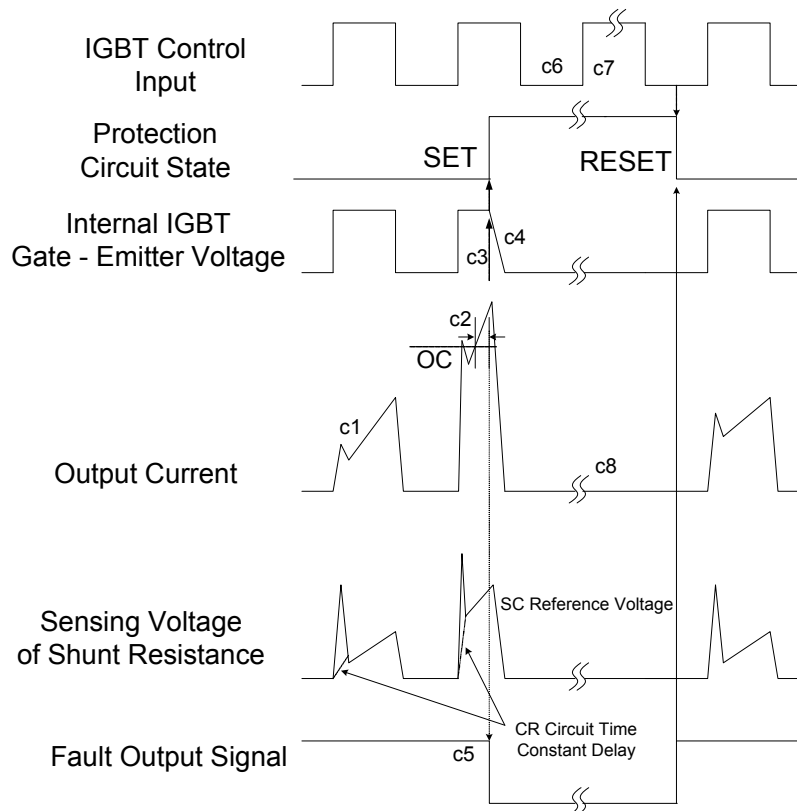 IGBT Control
Input
c6
c7
Protection
Circuit State
SET
RESET
Internal IGBT
Gate - Emitter Voltage
c3
c4
c2
OC
c1
Output Current
c8
SC Reference Voltage
Sensing Voltage
of Shunt Resistance
CR Circuit Time
Constant Delay
Fault Output Signal
c5